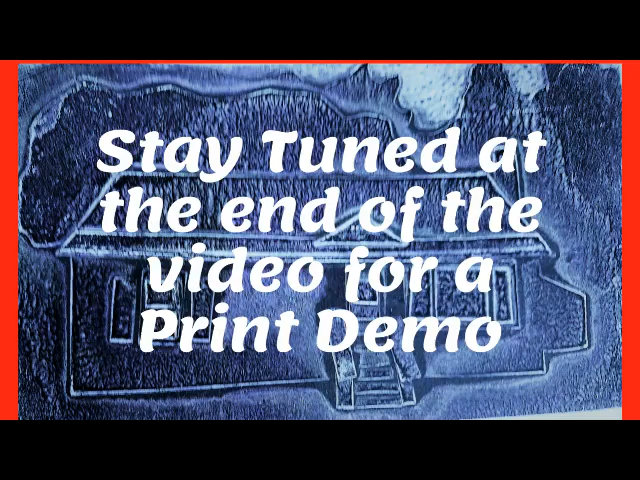 Stay Tuned at
the end of the
video for a
Print Demo